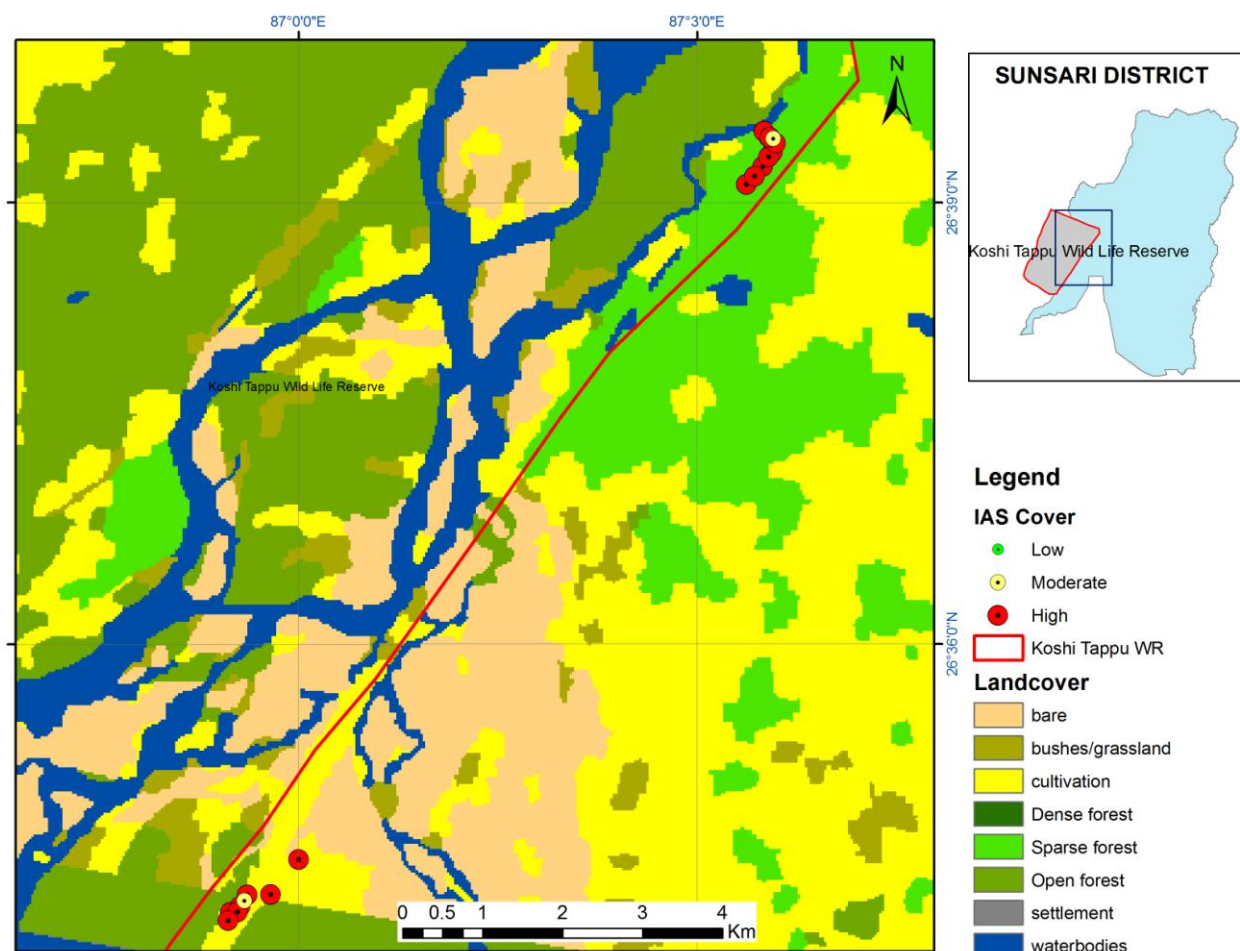 87°0'0"E
87°3'0"E
N
26°39'0"N
26°36'0"N
Koshi Tappu Wild Life Reserve
0 0.5 1 2 3 4
Km
SUNSARI DISTRICT
Koshi Tappu Wild Life Reserve
Legend
IAS Cover
Low
Moderate
High
Koshi Tappu WR
Landcover
bare
bushes/grassland
cultivation
Dense forest
Sparse forest
Open forest
settlement
waterbodies